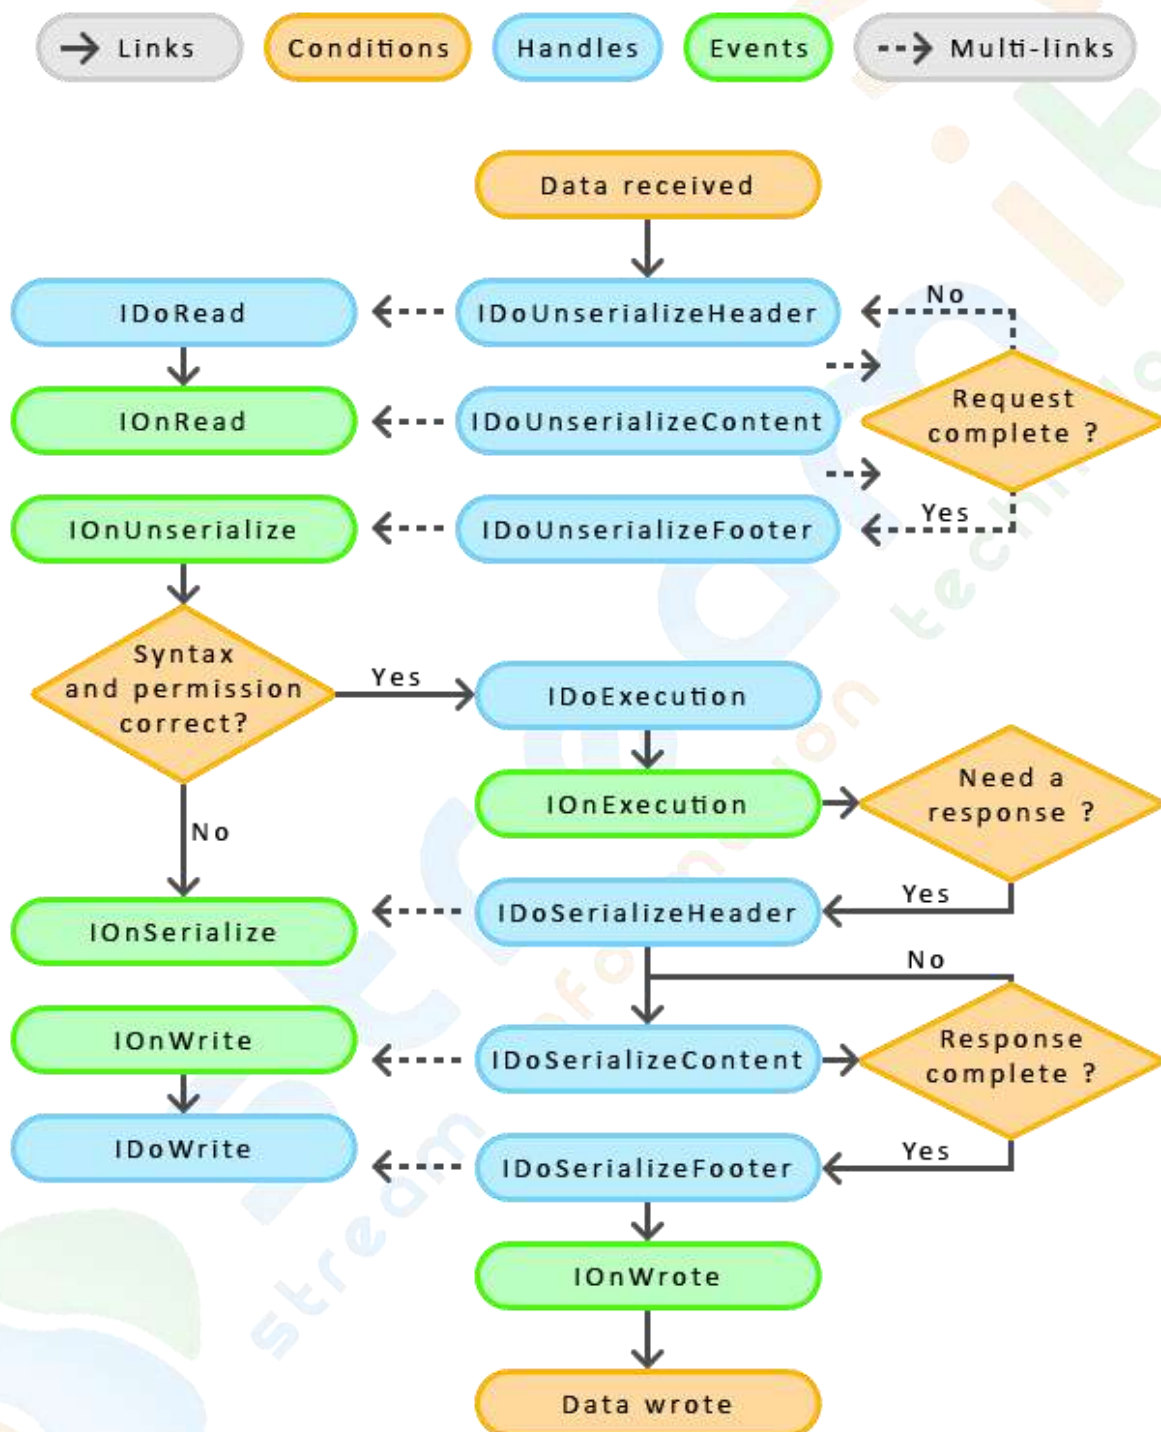 Links
Conditions
Handles
Events
Multi-links
Data received
IDoRead
IDoUnserializeHeader
No
IOnRead
IDoUnserializeContent
Request
complete ?
IOnUnserialize
IDoUnserializeFooter
Yes
Syntax
and permission
correct?
Yes
IDoExecution
No
IOnExecution
Need a
response ?
IOnSerialize
IDoSerializeHeader
Yes
No
IOnWrite
IDoSerializeContent
Response
complete ?
IDoWrite
IDoSerializeFooter
Yes
IOnWrote
Data wrote